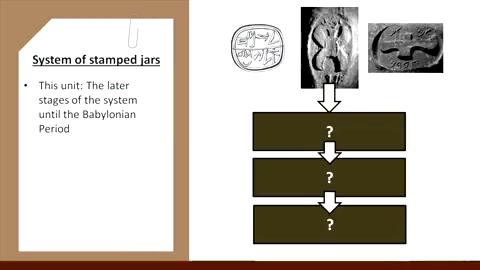 System of stamped jars
• This unit: The later
stages of the system
until the Babylonian
Period
?
?
?